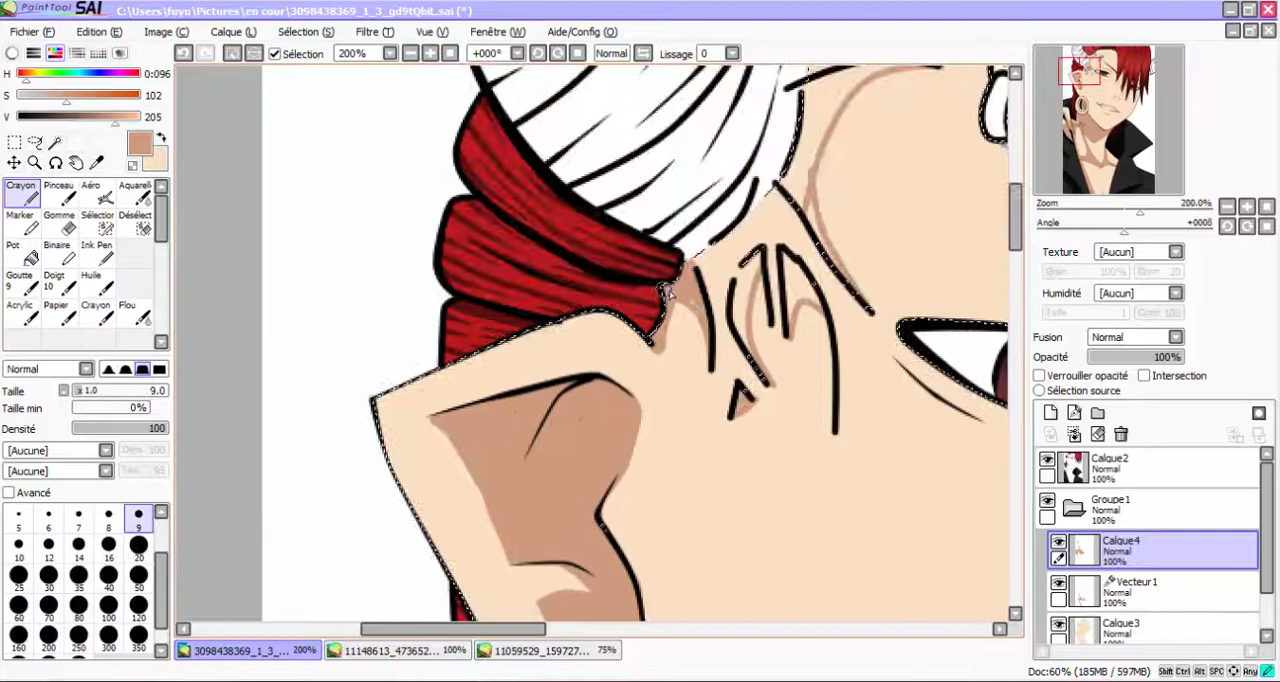 PaintTool SAI C:\Users\fuyu\Pictures\en cour\3098438369_1_3_gd9tQbiL.sai (*)
Fichier (F) Edition (E) Image (C) Calque (L) Sélection (S) Filtre (T) Vue (V) Fenêtre (W) Aide/Config (O)
Sélection 200% +000° Normal Lissage 0
H 0:096
S 102
V 205
Crayon Pinceau Aéro Aquarell
Marker Gomme Sélection Désélect
Pot Binaire Ink Pen
Goutte Doigt Huile
9 10
Acrylic Papier Crayon Flou
Normal
Taille x 1.0 9.0
Taille min 0%
Densité 100
[Aucune]
[Aucune]
Avancé
5 6 7 8 9
10 12 14 16 20
25 30 35 40 50
60 70 80 100 120
160 200 250 300 350
3098438369_1_3_... 200% 11148613_473652... 100% 11059529_159727... 75%
Zoom 200.0%
Angle
Texture [Aucun]
100% 20
Humidité [Aucun]
Taille 1 100
Fusion Normal
Opacité 100%
Verrouiller opacité Intersection
Sélection source
Calque2
Normal
100%
Groupe1
Normal
100%
Calque4
Normal
100%
Vecteur1
Normal
100%
Calque3
Normal
Doc:60% (185MB / 597MB) Shift Ctrl Alt SPC Any